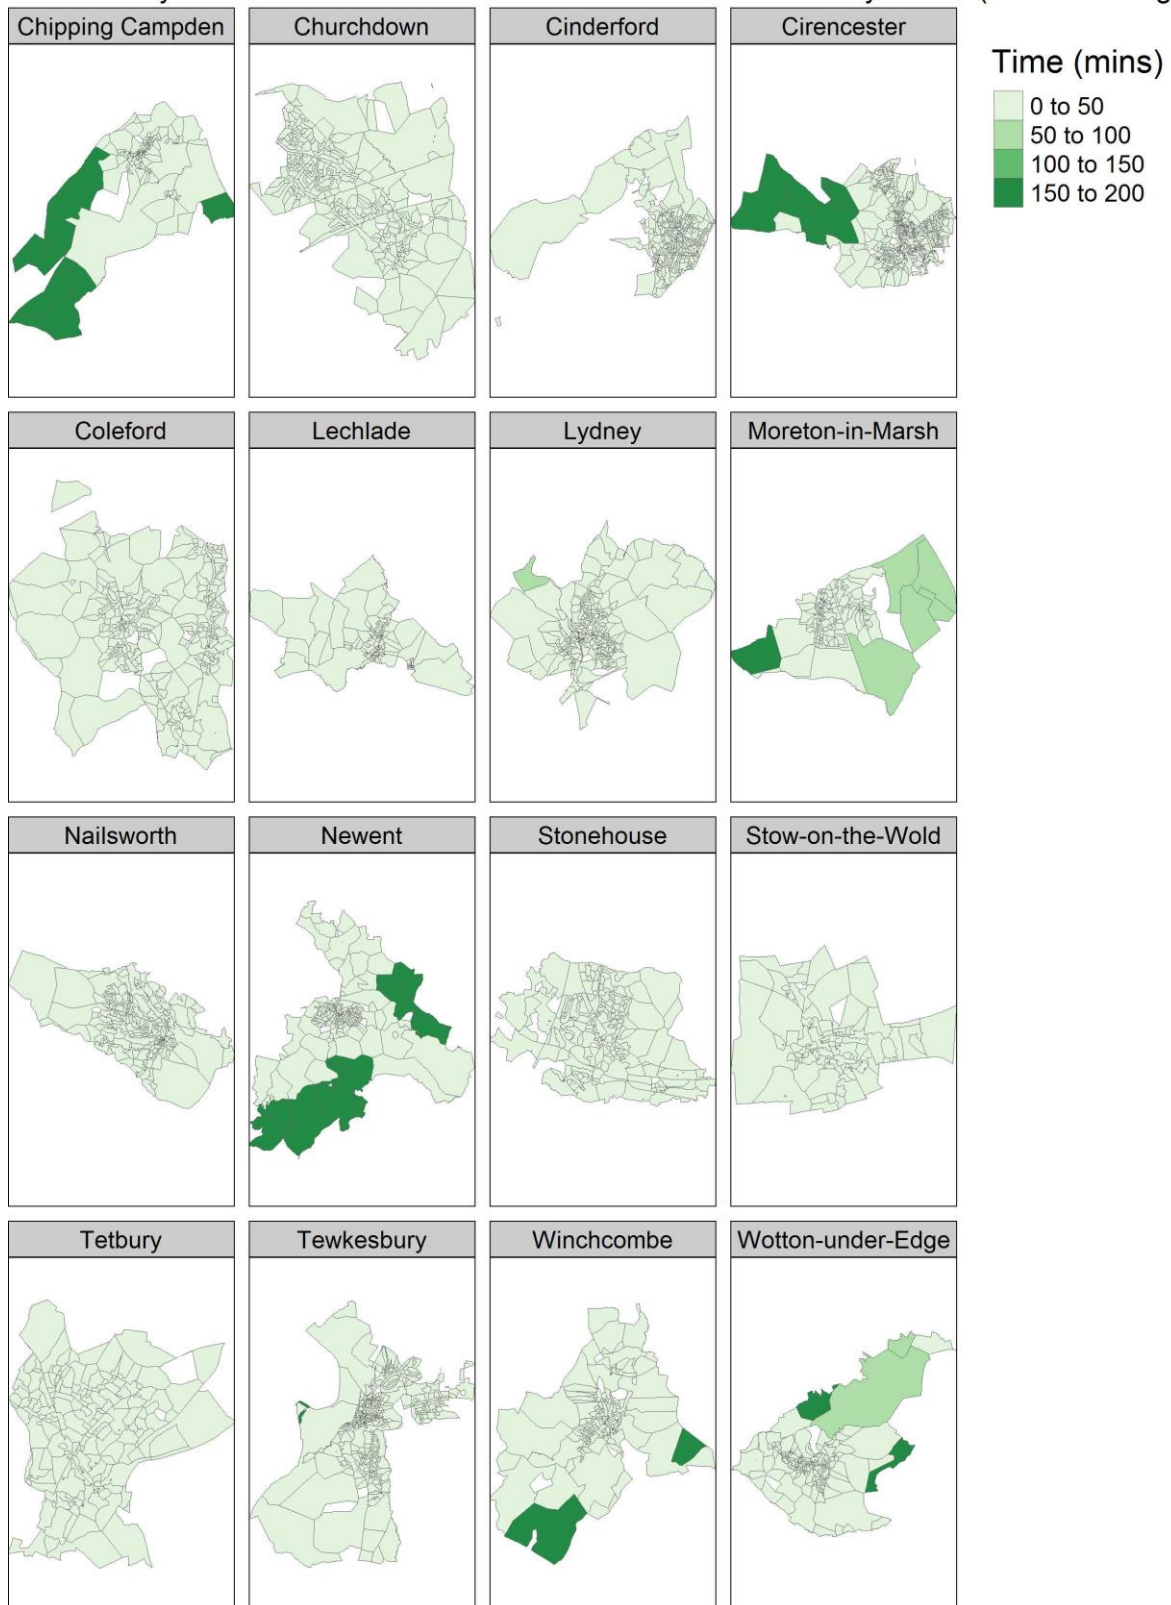 Chipping Campden Churchdown Cinderford Cirencester
Time (mins)
0 to 50
50 to 100
100 to 150
150 to 200
Coleford Lechlade Lydney Moreton-in-Marsh
Nailsworth Newent Stonehouse Stow-on-the-Wold
Tetbury Tewkesbury Winchcombe Wotton-under-Edge